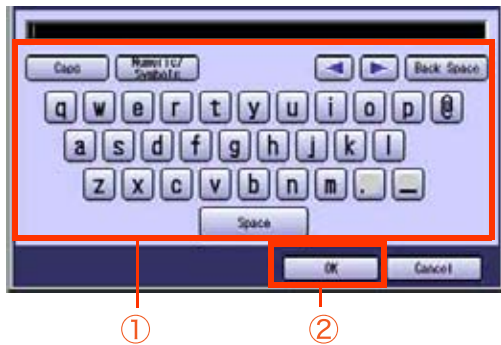 Caps Numeric/ Symbols ◀ ▶ Back Space
q w e r t y u i o p @
a s d f g h j k l
z x c v b n m . _
Space
OK Cancel
① ②